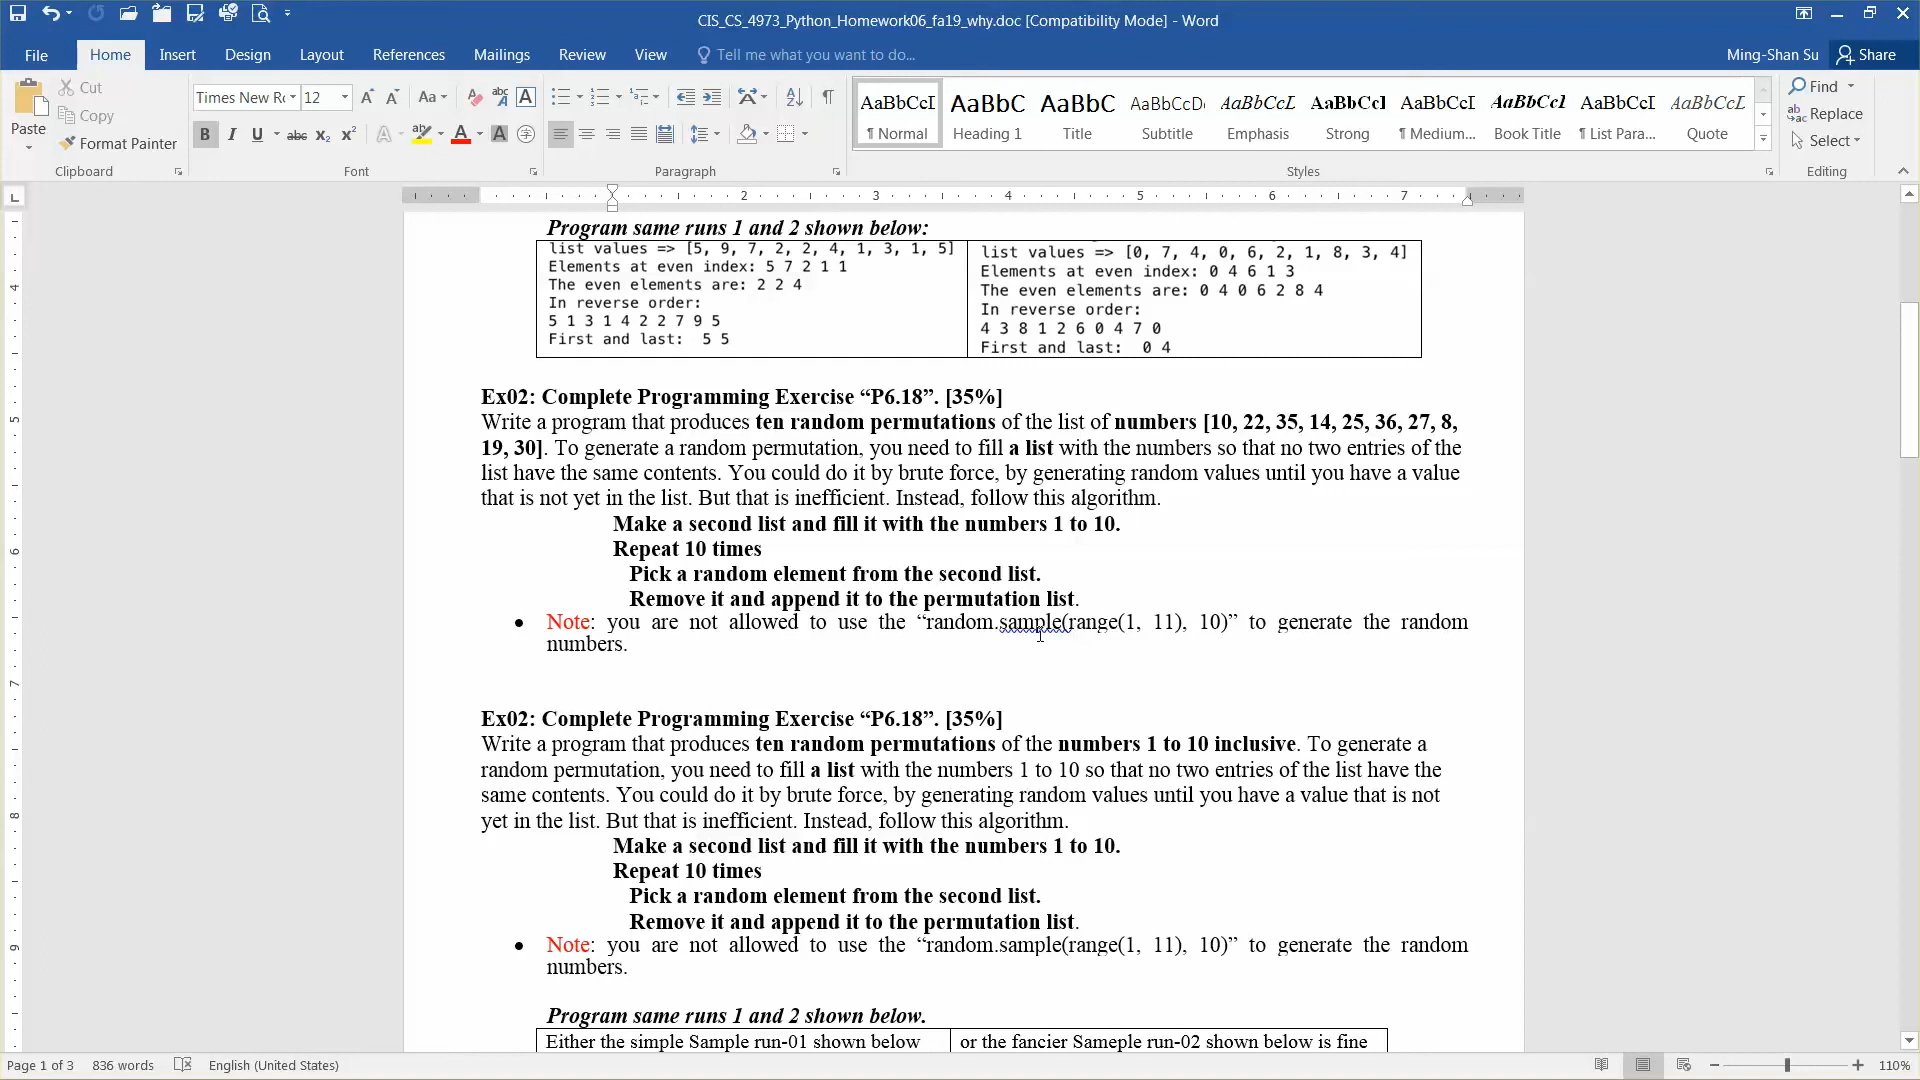 CIS_CS_4973_Python_Homework06_fa19_why.doc [Compatibility Mode] - Word
File Home Insert Design Layout References Mailings Review View Tell me what you want to do... Ming-Shan Su Share
Paste
Cut
Copy
Format Painter
Clipboard
Times New Ro 12
Font
Paragraph
AaBbCcI AaBbC AaBbC AaBbCcD AaBbCcL AaBbCcI AaBbCcI AaBbCcI AaBbCcI AaBbCcL
¶ Normal Heading 1 Title Subtitle Emphasis Strong ¶ Medium... Book Title ¶ List Para... Quote
Styles
Find
Replace
Select
Editing
2 3 4 5 6 7
Program same runs 1 and 2 shown below:
list values => [5, 9, 7, 2, 2, 4, 1, 3, 1, 5]
Elements at even index: 5 7 2 1 1
The even elements are: 2 2 4
In reverse order:
5 1 3 1 4 2 2 7 9 5
First and last: 5 5
list values => [0, 7, 4, 0, 6, 2, 1, 8, 3, 4]
Elements at even index: 0 4 6 1 3
The even elements are: 0 4 0 6 2 8 4
In reverse order:
4 3 8 1 2 6 0 4 7 0
First and last: 0 4
Ex02: Complete Programming Exercise “P6.18”. [35%]
Write a program that produces ten random permutations of the list of numbers [10, 22, 35, 14, 25, 36, 27, 8,
19, 30]. To generate a random permutation, you need to fill a list with the numbers so that no two entries of the
list have the same contents. You could do it by brute force, by generating random values until you have a value
that is not yet in the list. But that is inefficient. Instead, follow this algorithm.
Make a second list and fill it with the numbers 1 to 10.
Repeat 10 times
Pick a random element from the second list.
Remove it and append it to the permutation list.
• Note: you are not allowed to use the “random.sample(range(1, 11), 10)” to generate the random
numbers.
Ex02: Complete Programming Exercise “P6.18”. [35%]
Write a program that produces ten random permutations of the numbers 1 to 10 inclusive. To generate a
random permutation, you need to fill a list with the numbers 1 to 10 so that no two entries of the list have the
same contents. You could do it by brute force, by generating random values until you have a value that is not
yet in the list. But that is inefficient. Instead, follow this algorithm.
Make a second list and fill it with the numbers 1 to 10.
Repeat 10 times
Pick a random element from the second list.
Remove it and append it to the permutation list.
• Note: you are not allowed to use the “random.sample(range(1, 11), 10)” to generate the random
numbers.
Program same runs 1 and 2 shown below.
Either the simple Sample run-01 shown below
or the fancier Sameple run-02 shown below is fine
4
5
6
7
8
9
Page 1 of 3 836 words English (United States) 110%